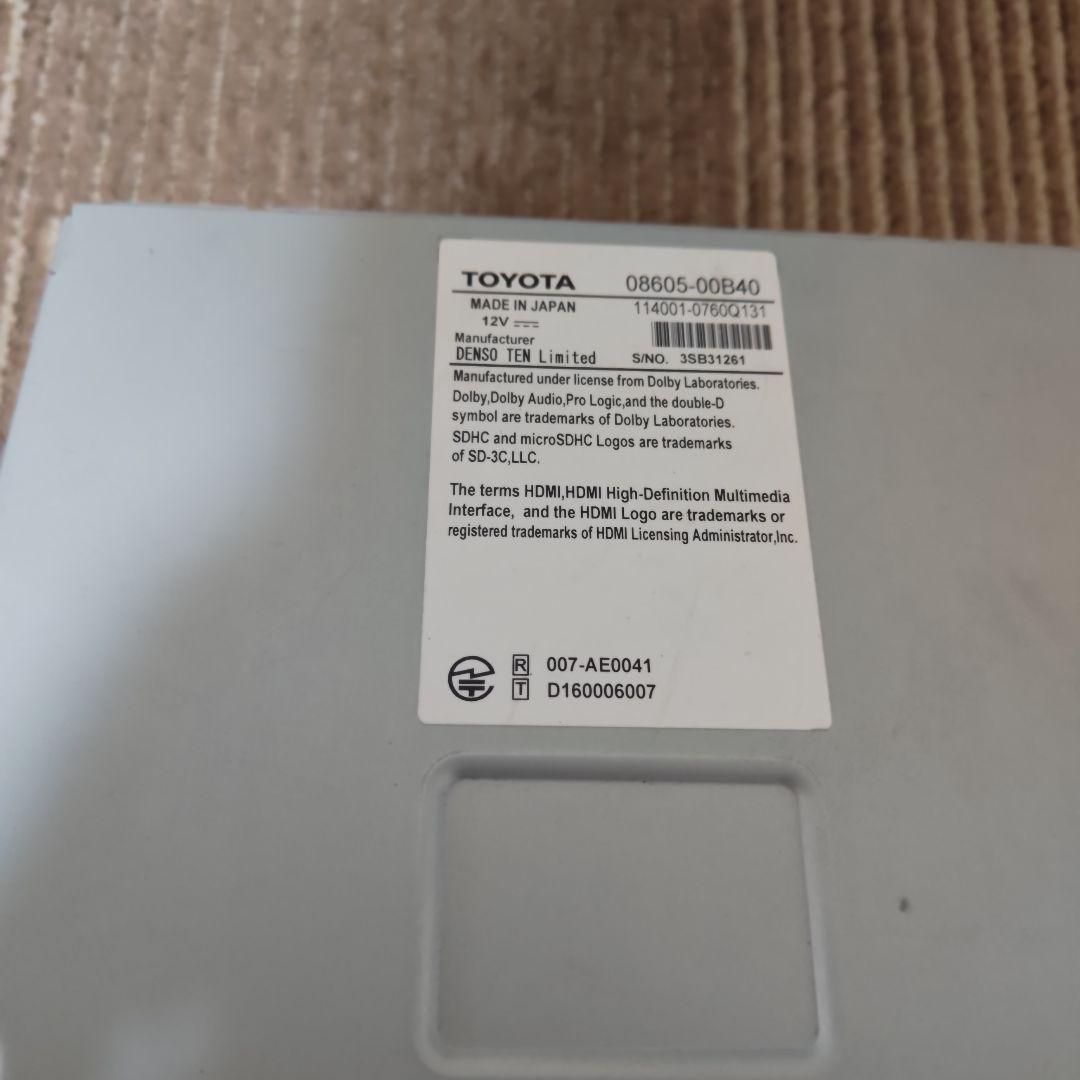 TOYOTA 08605-00B40
MADE IN JAPAN 114001-0760Q131
12V
Manufacturer
DENSO TEN Limited S/NO. 3SB31261
Manufactured under license from Dolby Laboratories.
Dolby,Dolby Audio,Pro Logic,and the double-D
symbol are trademarks of Dolby Laboratories.
SDHC and microSDHC Logos are trademarks
of SD-3C,LLC.
The terms HDMI,HDMI High-Definition Multimedia
Interface, and the HDMI Logo are trademarks or
registered trademarks of HDMI Licensing Administrator,Inc.
R 007-AE0041
T D160006007